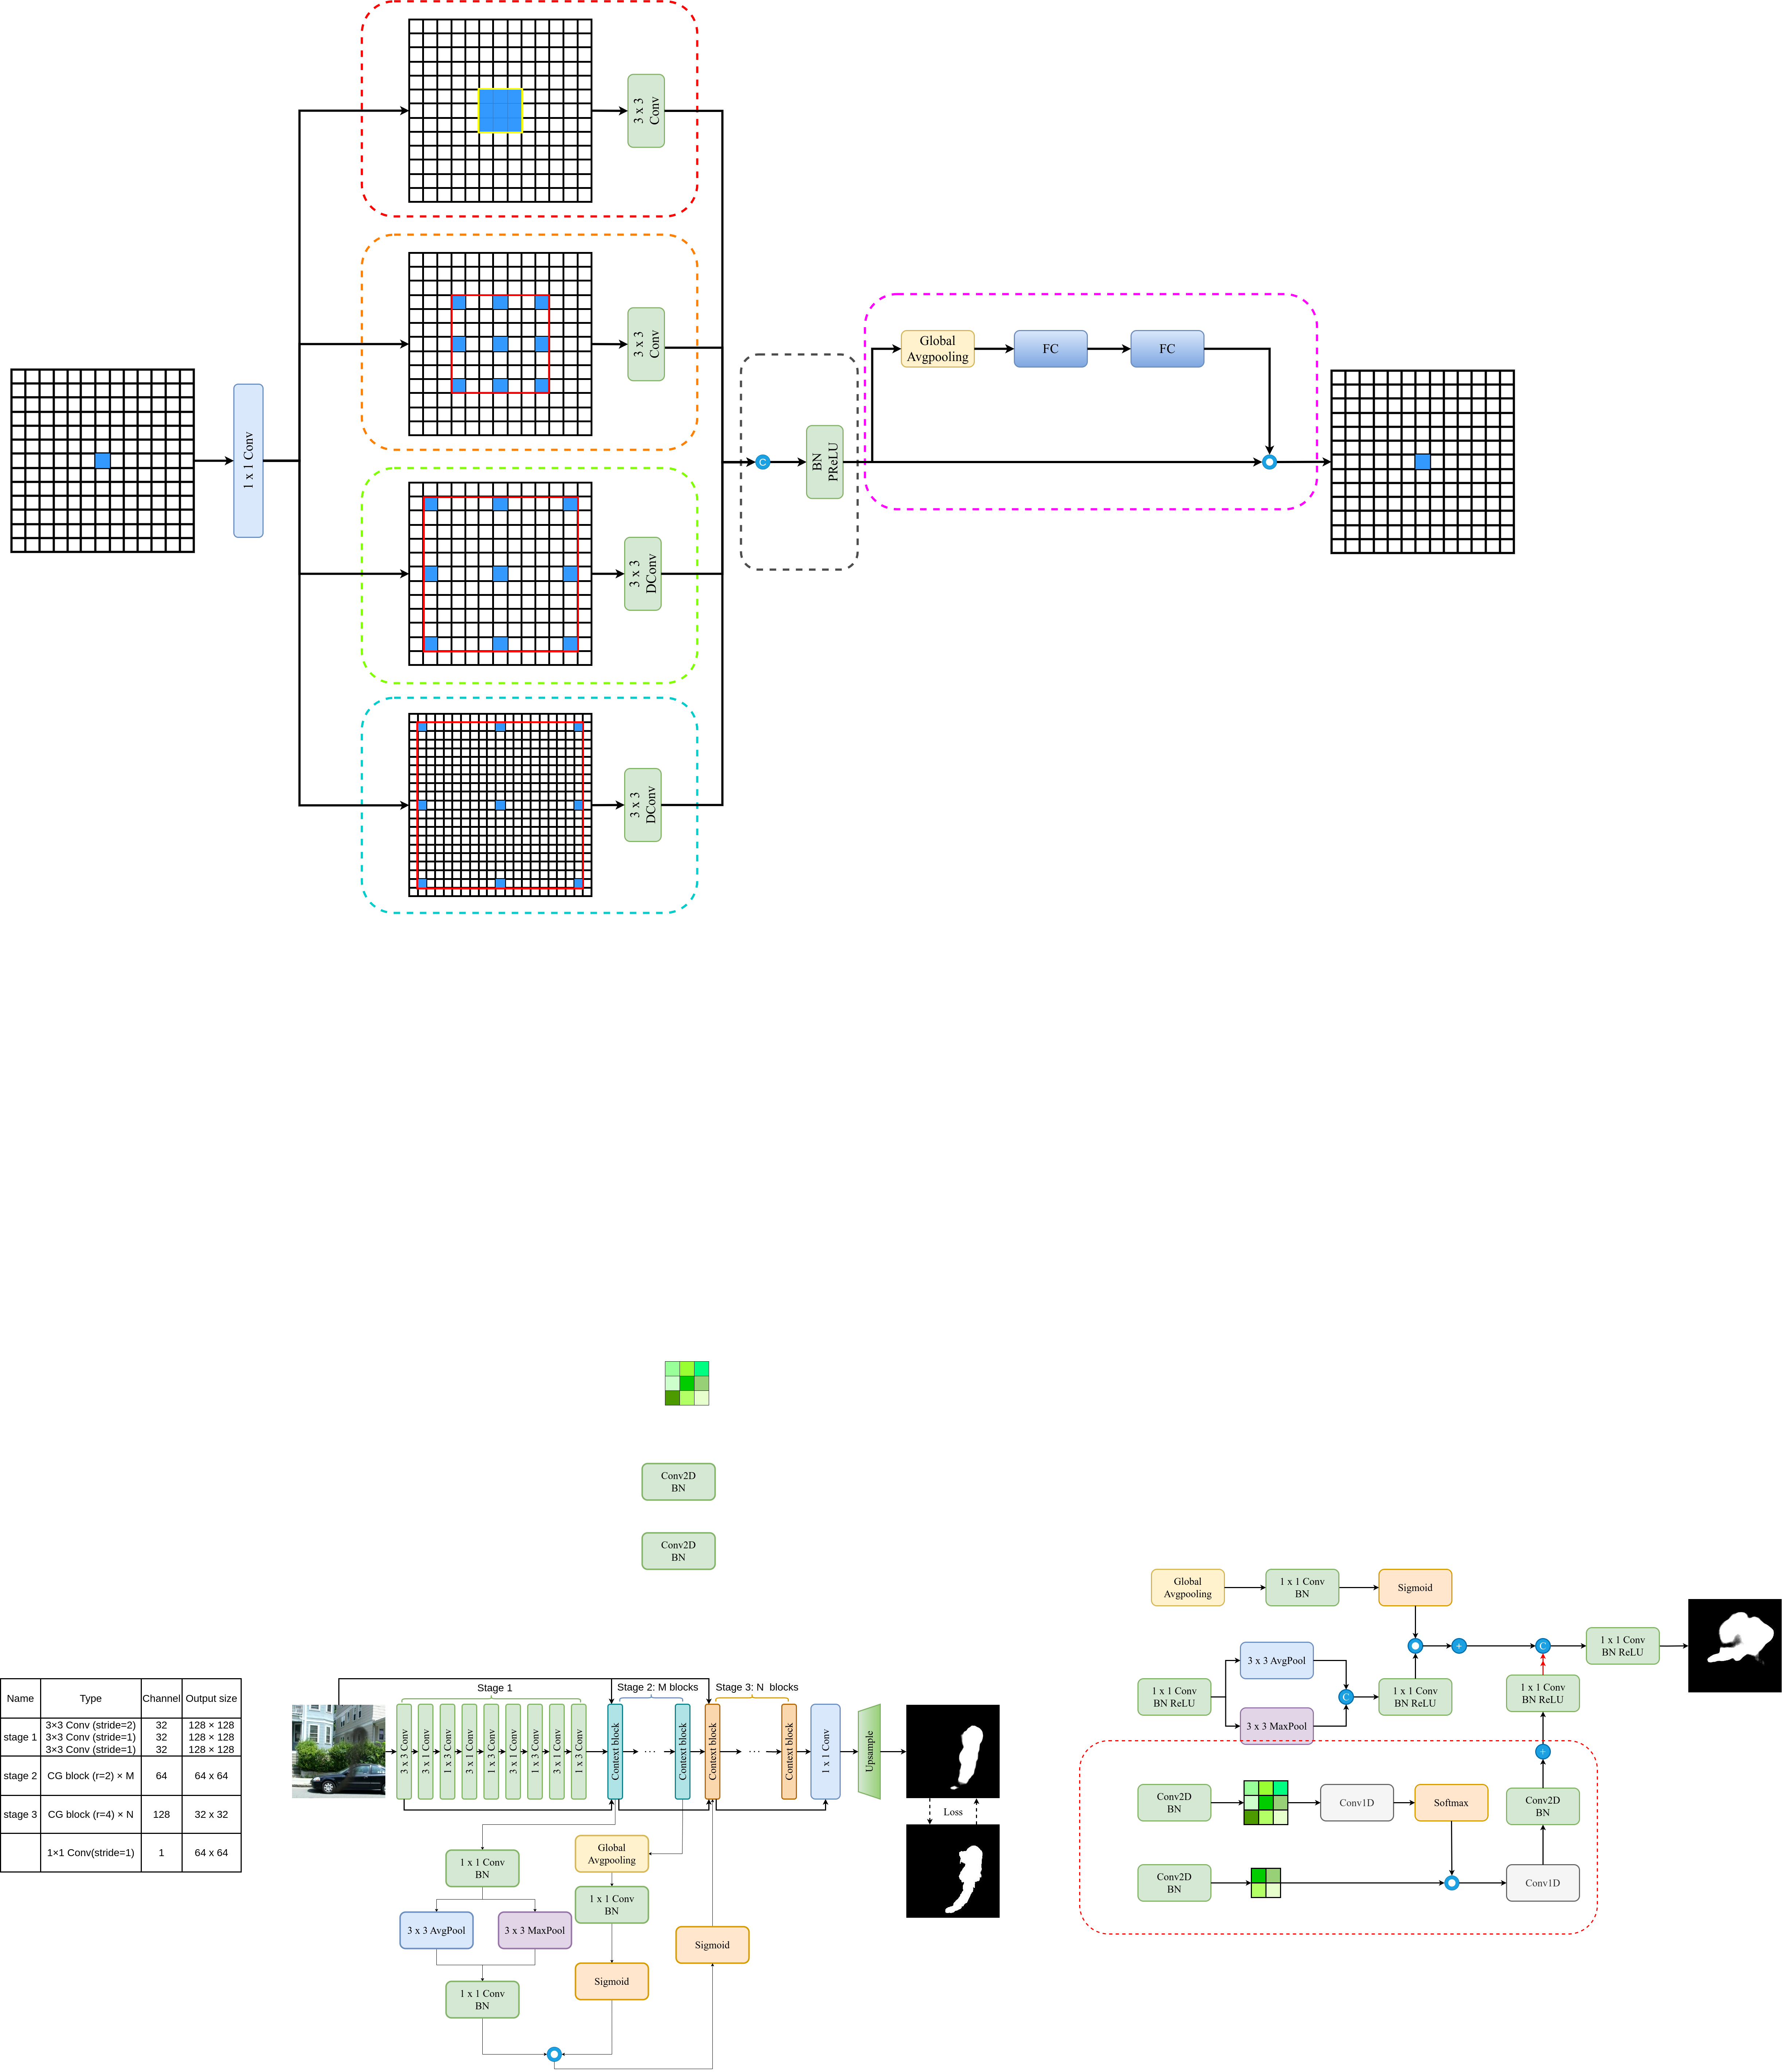 3 x 3
Conv
3 x 3
Conv
Global
Avgpooling
FC
FC
1 x 1 Conv
C
BN
PReLU
3 x 3
DConv
3 x 3
DConv
Conv2D
BN
Conv2D
BN
Global
Avgpooling
1 x 1 Conv
BN
Sigmoid
+
C
1 x 1 Conv
BN ReLU
3 x 3 AvgPool
1 x 1 Conv
BN ReLU
C
1 x 1 Conv
BN ReLU
1 x 1 Conv
BN ReLU
3 x 3 MaxPool
+
Conv2D
BN
Conv1D
Softmax
Conv2D
BN
Conv2D
BN
Conv1D
Name Type Channel Output size
stage 1
3×3 Conv (stride=2) 32 128 × 128
3×3 Conv (stride=1) 32 128 × 128
3×3 Conv (stride=1) 32 128 × 128
stage 2 CG block (r=2) × M 64 64 x 64
stage 3 CG block (r=4) × N 128 32 x 32
1×1 Conv(stride=1) 1 64 x 64
Stage 1
Stage 2: M blocks
Stage 3: N blocks
3 x 3 Conv
3 x 1 Conv
1 x 3 Conv
3 x 1 Conv
1 x 3 Conv
3 x 1 Conv
1 x 3 Conv
3 x 1 Conv
1 x 3 Conv
Context block
. . .
Context block
Context block
. . .
Context block
1 x 1 Conv
Upsample
Loss
1 x 1 Conv
BN
Global
Avgpooling
1 x 1 Conv
BN
3 x 3 AvgPool
3 x 3 MaxPool
Sigmoid
Sigmoid
1 x 1 Conv
BN